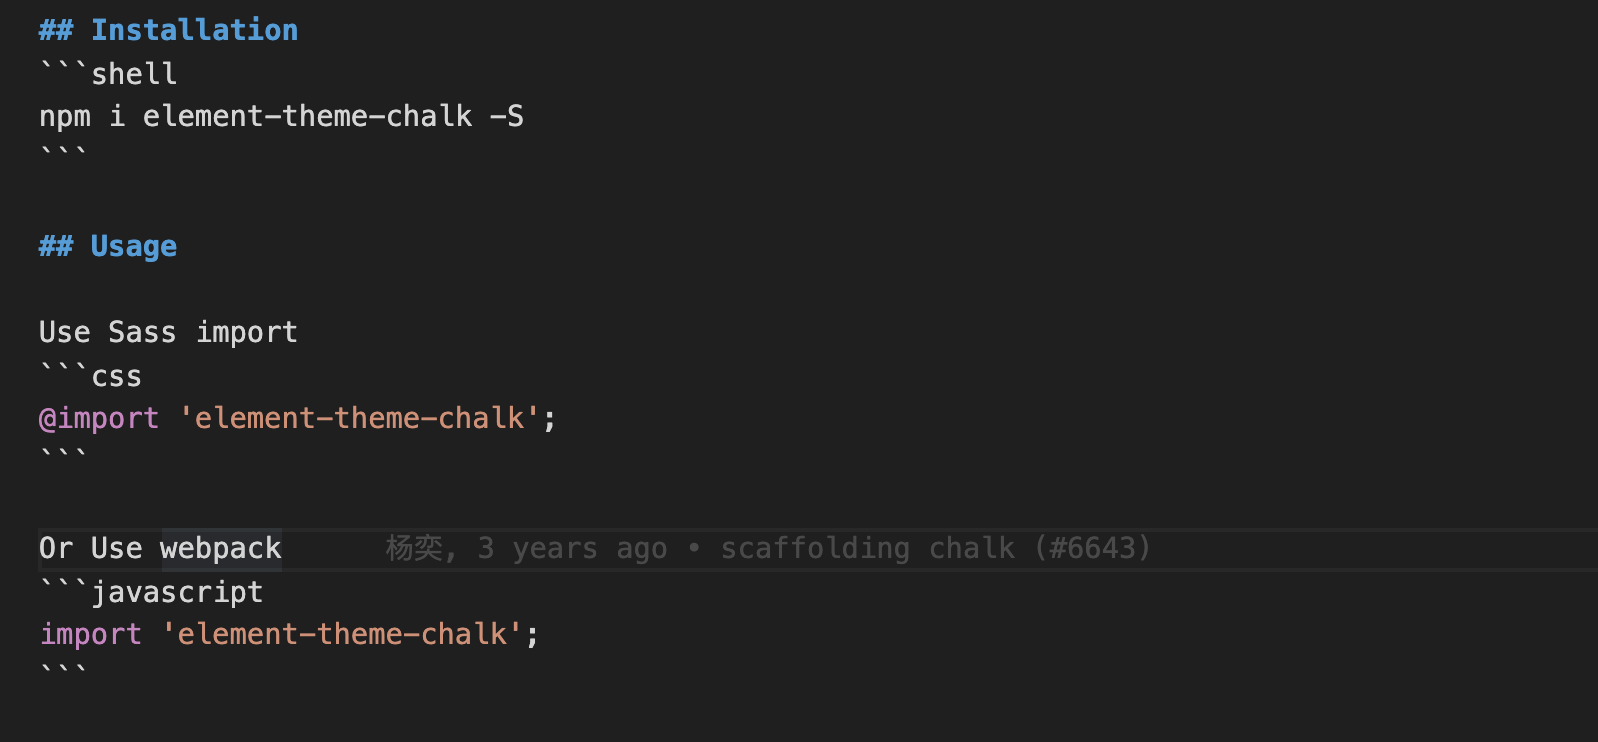 ## Installation
```shell
npm i element-theme-chalk -S
```
## Usage
Use Sass import
```css
@import 'element-theme-chalk';
```
Or Use webpack 杨奕, 3 years ago • scaffolding chalk (#6643)
```javascript
import 'element-theme-chalk';
```